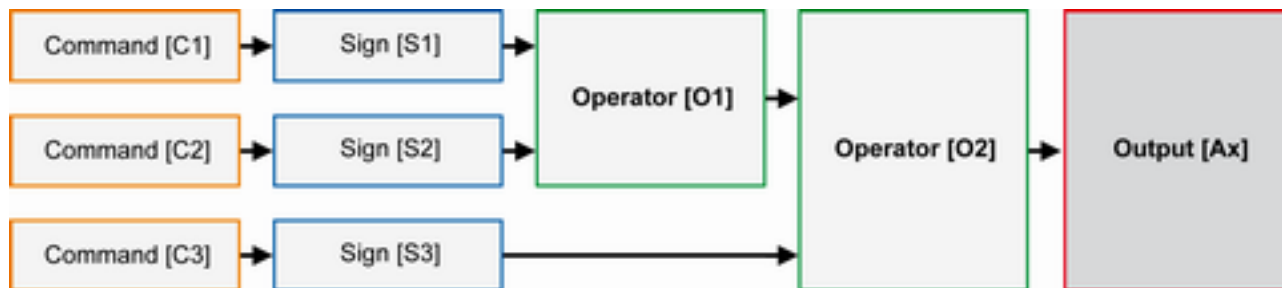 Command [C1]
Sign [S1]
Operator [O1]
Operator [O2]
Output [Ax]
Command [C2]
Sign [S2]
Command [C3]
Sign [S3]